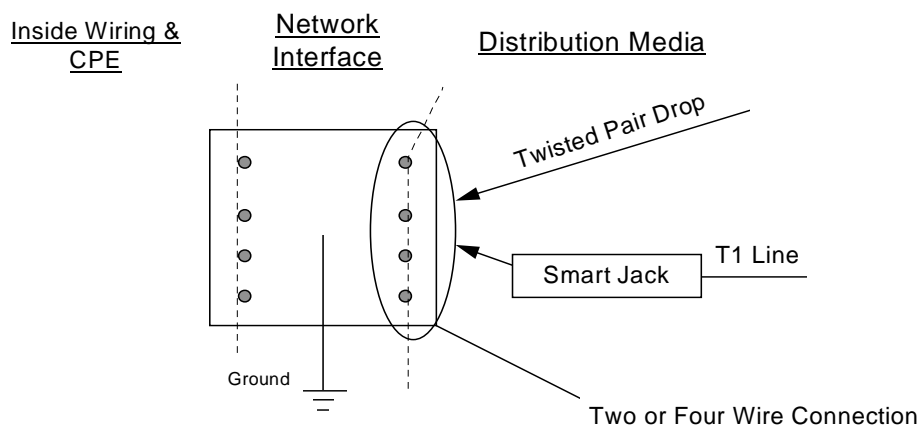 Inside Wiring &
CPE
Network
Interface
Distribution Media
Twisted Pair Drop
Smart Jack
T1 Line
Ground
Two or Four Wire Connection